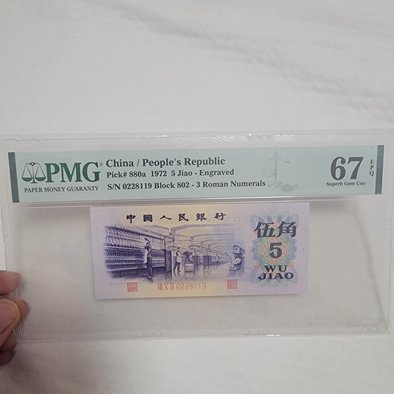 PMG
PAPER MONEY GUARANTY
China / People's Republic
Pick# 880a 1972 5 Jiao - Engraved
S/N 0228119 Block 802 - 3 Roman Numerals
67 EPQ
Superb Gem Unc
中國人民銀行
伍角
5
WU
JIAO
0228119